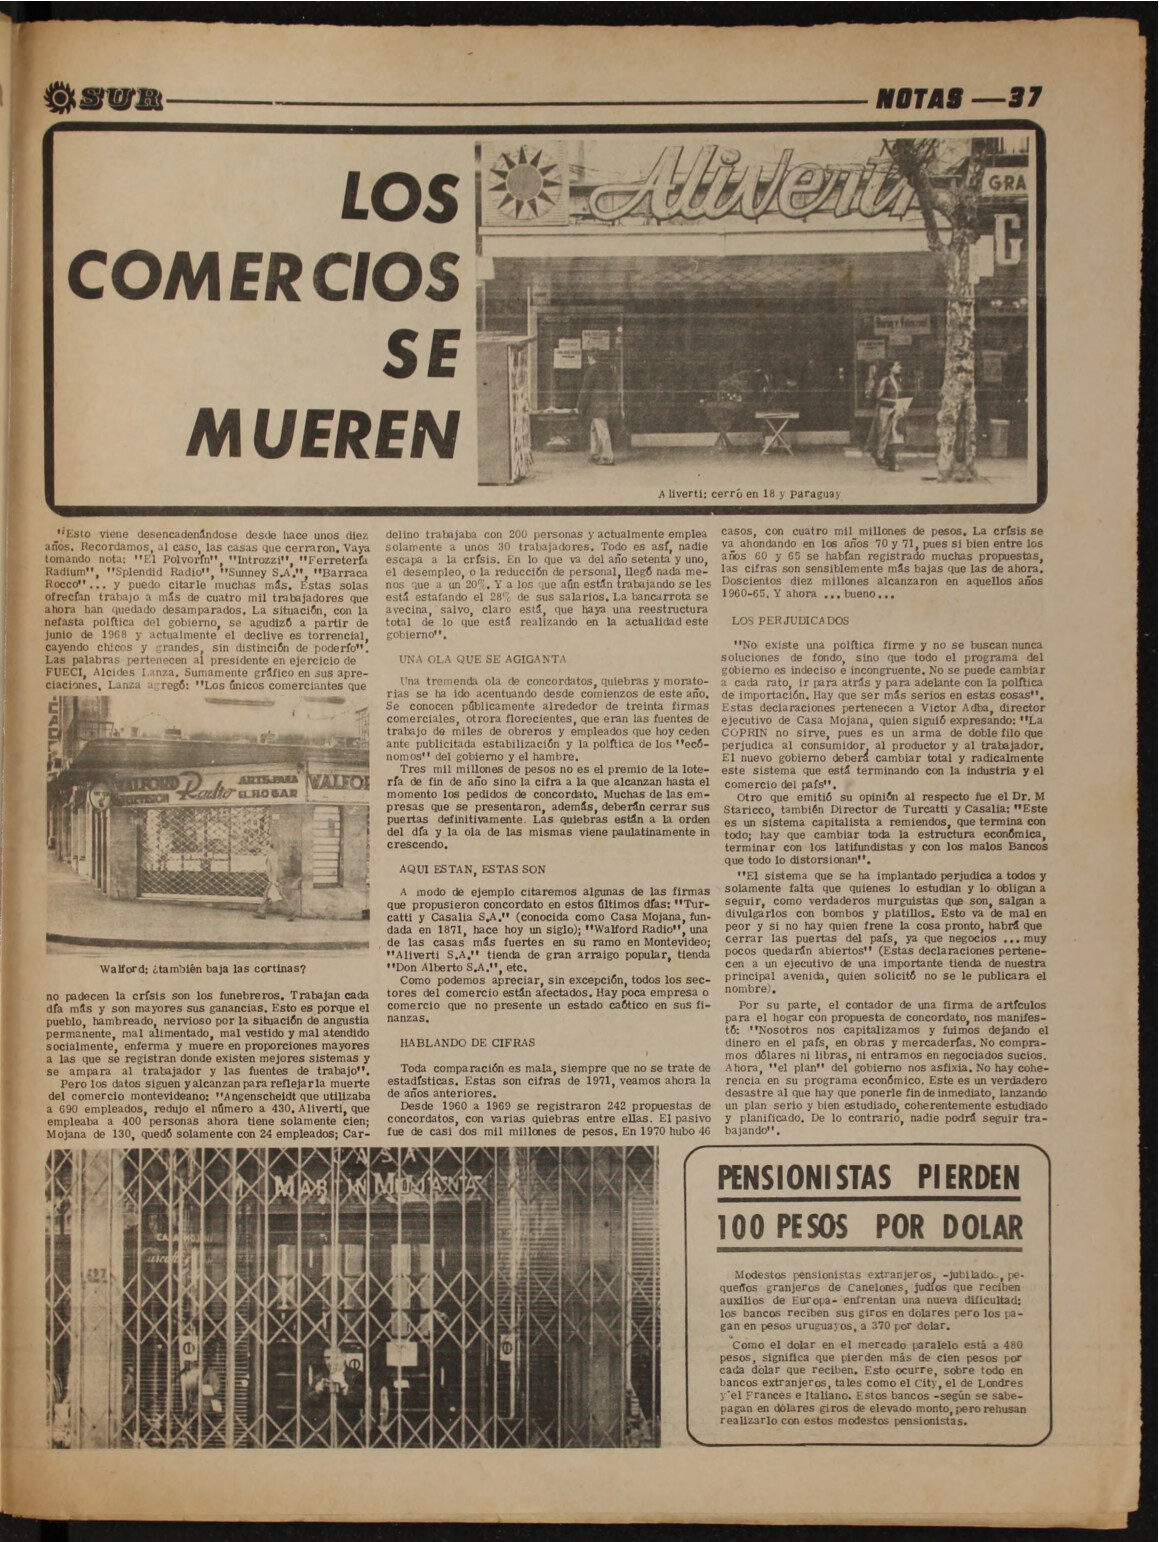 SUR
NOTAS — 37
LOS
COMERCIOS
SE
MUEREN
Aliverti
GRA
G
Aliverti: cerró en 18 y Paraguay
"Esto viene desencadenándose desde hace unos diez
años. Recordamos, al caso, las casas que cerraron. Vaya
tomando nota: "El Polvorín", "Introzzi", "Ferretería
Radium", "Splendid Radio", "Sunney S.A.", "Barraca
Rocco"... y puedo citarle muchas más. Estas solas
ofrecían trabajo a más de cuatro mil trabajadores que
ahora han quedado desamparados. La situación, con la
nefasta política del gobierno, se agudizó a partir de
junio de 1968 y actualmente el declive es torrencial,
cayendo chicos y grandes, sin distinción de poderío".
Las palabras pertenecen al presidente en ejercicio de
FUECI, Alcides Lanza. Sumamente gráfico en sus apre-
ciaciones, Lanza agregó: "Los únicos comerciantes que
WALFORD Radio
ARTS. PARA
EL HOGAR
WALFOR
Walford: ¿también baja las cortinas?
no padecen la crísis son los funebreros. Trabajan cada
día más y son mayores sus ganancias. Esto es porque el
pueblo, hambreado, nervioso por la situación de angustia
permanente, mal alimentado, mal vestido y mal atendido
socialmente, enferma y muere en proporciones mayores
a las que se registran donde existen mejores sistemas y
se ampara al trabajador y las fuentes de trabajo".
Pero los datos siguen y alcanzan para reflejar la muerte
del comercio montevideano: "Angenscheidt que utilizaba
a 690 empleados, redujo el número a 430. Aliverti, que
empleaba a 400 personas ahora tiene solamente cien;
Mojana de 130, quedó solamente con 24 empleados; Car-
delino trabajaba con 200 personas y actualmente emplea
solamente a unos 30 trabajadores. Todo es así, nadie
escapa a la crísis. En lo que va del año setenta y uno,
el desempleo, o la reducción de personal, llegó nada me-
nos que a un 20%. Y a los que aún están trabajando se les
está estafando el 28% de sus salarios. La bancarrota se
avecina, salvo, claro está, que haya una reestructura
total de lo que está realizando en la actualidad este
gobierno".
UNA OLA QUE SE AGIGANTA
Una tremenda ola de concordatos, quiebras y morato-
rias se ha ido acentuando desde comienzos de este año.
Se conocen públicamente alrededor de treinta firmas
comerciales, otrora florecientes, que eran las fuentes de
trabajo de miles de obreros y empleados que hoy ceden
ante publicitada estabilización y la política de los "ecó-
nomos" del gobierno y el hambre.
Tres mil millones de pesos no es el premio de la lote-
ría de fin de año sino la cifra a la que alcanzan hasta el
momento los pedidos de concordato. Muchas de las em-
presas que se presentaron, además, deberán cerrar sus
puertas definitivamente. Las quiebras están a la orden
del día y la ola de las mismas viene paulatinamente in
crescendo.
AQUI ESTAN, ESTAS SON
A modo de ejemplo citaremos algunas de las firmas
que propusieron concordato en estos últimos días: "Tur-
catti y Casalia S.A." (conocida como Casa Mojana, fun-
dada en 1871, hace hoy un siglo); "Walford Radio", una
de las casas más fuertes en su ramo en Montevideo;
"Aliverti S.A." tienda de gran arraigo popular, tienda
"Don Alberto S.A.", etc.
Como podemos apreciar, sin excepción, todos los sec-
tores del comercio están afectados. Hay poca empresa o
comercio que no presente un estado caótico en sus fi-
nanzas.
HABLANDO DE CIFRAS
Toda comparación es mala, siempre que no se trate de
estadísticas. Estas son cifras de 1971, veamos ahora la
de años anteriores.
Desde 1960 a 1969 se registraron 242 propuestas de
concordatos, con varias quiebras entre ellas. El pasivo
fue de casi dos mil millones de pesos. En 1970 hubo 46
casos, con cuatro mil millones de pesos. La crísis se
va ahondando en los años 70 y 71, pues si bien entre los
años 60 y 65 se habían registrado muchas propuestas,
las cifras son sensiblemente más bajas que las de ahora.
Doscientos diez millones alcanzaron en aquellos años
1960-65. Y ahora ... bueno...
LOS PERJUDICADOS
"No existe una política firme y no se buscan nunca
soluciones de fondo, sino que todo el programa del
gobierno es indeciso e incongruente. No se puede cambiar
a cada rato, ir para atrás y para adelante con la política
de importación. Hay que ser más serios en estas cosas".
Estas declaraciones pertenecen a Victor Adba, director
ejecutivo de Casa Mojana, quien siguió expresando: "La
COPRIN no sirve, pues es un arma de doble filo que
perjudica al consumidor, al productor y al trabajador.
El nuevo gobierno deberá cambiar total y radicalmente
este sistema que está terminando con la industria y el
comercio del país".
Otro que emitió su opinión al respecto fue el Dr. M
Staricco, también Director de Turcatti y Casalia: "Este
es un sistema capitalista a remiendos, que termina con
todo; hay que cambiar toda la estructura económica,
terminar con los latifundistas y con los malos Bancos
que todo lo distorsionan".
"El sistema que se ha implantado perjudica a todos y
solamente falta que quienes lo estudian y lo obligan a
seguir, como verdaderos murguistas que son, salgan a
divulgarlos con bombos y platillos. Esto va de mal en
peor y si no hay quien frene la cosa pronto, habrá que
cerrar las puertas del país, ya que negocios ... muy
pocos quedarán abiertos" (Estas declaraciones pertene-
cen a un ejecutivo de una importante tienda de nuestra
principal avenida, quien solicitó no se le publicara el
nombre).
Por su parte, el contador de una firma de artículos
para el hogar con propuesta de concordato, nos manifes-
tó: "Nosotros nos capitalizamos y fuimos dejando el
dinero en el país, en obras y mercaderías. No compra-
mos dólares ni libras, ni entramos en negociados sucios.
Ahora, "el plan" del gobierno nos asfixia. No hay cohe-
rencia en su programa económico. Este es un verdadero
desastre al que hay que ponerle fin de inmediato, lanzando
un plan serio y bien estudiado, coherentemente estudiado
y planificado. De lo contrario, nadie podrá seguir tra-
bajando".
CASA
MARTIN MOJANA
PENSIONISTAS PIERDEN
100 PESOS POR DOLAR
Modestos pensionistas extranjeros, -jubilados, pe-
queños granjeros de Canelones, judíos que reciben
auxilios de Europa- enfrentan una nueva dificultad:
los bancos reciben sus giros en dólares pero los pa-
gan en pesos uruguayos, a 370 por dolar.
Como el dolar en el mercado paralelo está a 480
pesos, significa que pierden más de cien pesos por
cada dólar que reciben. Esto ocurre, sobre todo en
bancos extranjeros, tales como el City, el de Londres
y el Francés e Italiano. Estos bancos -según se sabe-
pagan en dólares giros de elevado monto, pero rehusan
realizarlo con estos modestos pensionistas.